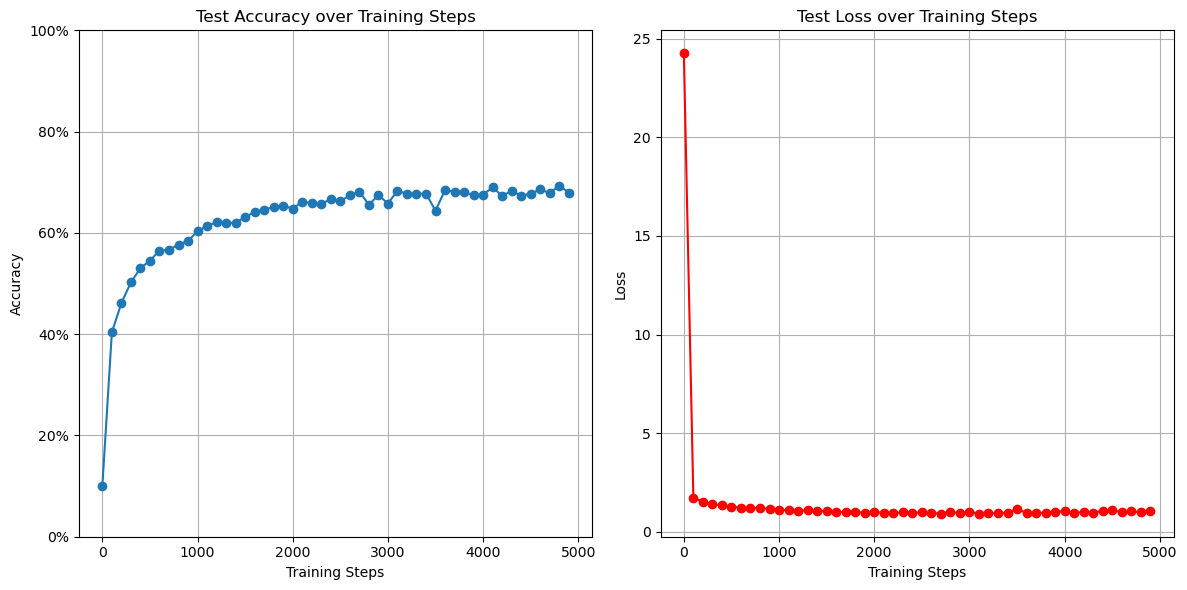 Test Accuracy over Training Steps
100%
80%
60%
40%
20%
0%
Accuracy
0 1000 2000 3000 4000 5000
Training Steps
Test Loss over Training Steps
25
20
15
10
5
0
Loss
0 1000 2000 3000 4000 5000
Training Steps